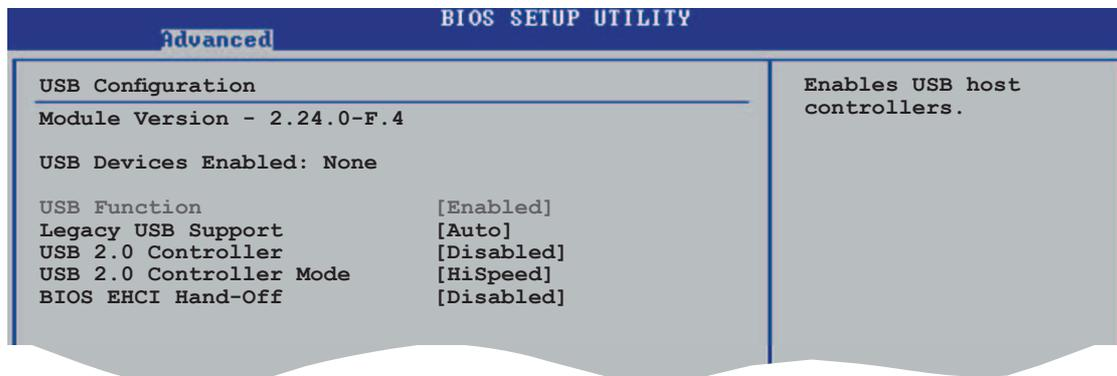 BIOS SETUP UTILITY
Advanced
USB Configuration
Module Version - 2.24.0-F.4
USB Devices Enabled: None
USB Function [Enabled]
Legacy USB Support [Auto]
USB 2.0 Controller [Disabled]
USB 2.0 Controller Mode [HiSpeed]
BIOS EHCI Hand-Off [Disabled]
Enables USB host
controllers.